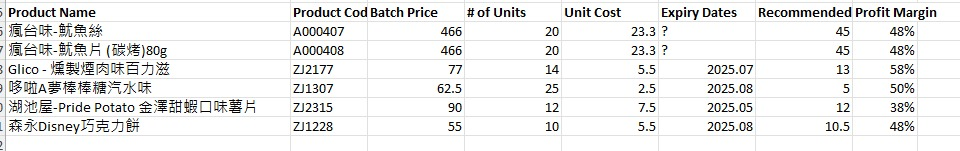 Product Name Product Cod Batch Price # of Units Unit Cost Expiry Dates Recommended Profit Margin
瘋台味-魷魚絲 A000407 466 20 23.3 ? 45 48%
瘋台味-魷魚片 (碳烤)80g A000408 466 20 23.3 ? 45 48%
Glico - 燻製煙肉味百力滋 ZJ2177 77 14 5.5 2025.07 13 58%
哆啦A夢棒棒糖汽水味 ZJ1307 62.5 25 2.5 2025.08 5 50%
湖池屋-Pride Potato 金澤甜蝦口味薯片 ZJ2315 90 12 7.5 2025.05 12 38%
森永Disney巧克力餅 ZJ1228 55 10 5.5 2025.08 10.5 48%